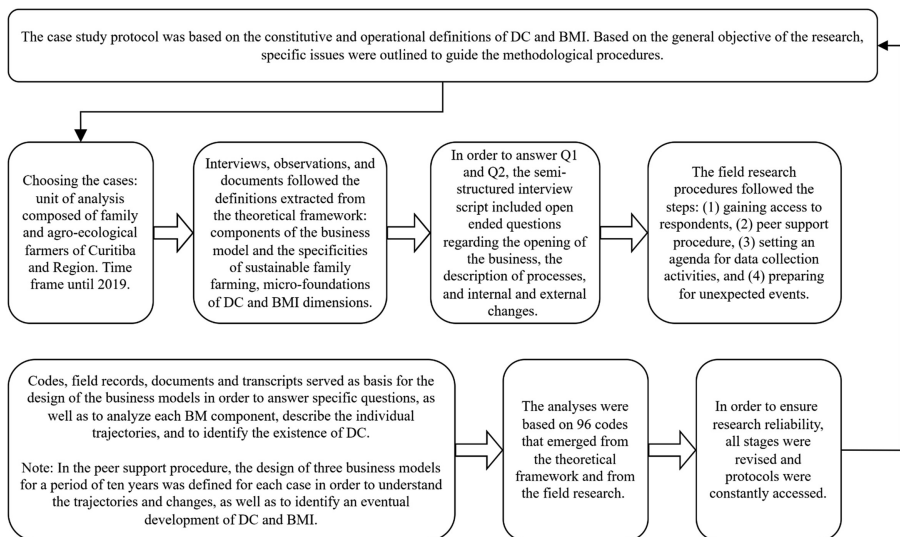 The case study protocol was based on the constitutive and operational definitions of DC and BMI. Based on the general objective of the research,
specific issues were outlined to guide the methodological procedures.
Choosing the cases:
unit of analysis
composed of family
and agro-ecological
farmers of Curitiba
and Region. Time
frame until 2019.
Interviews, observations, and
documents followed the
definitions extracted from
the theoretical framework:
components of the business
model and the specificities
of sustainable family
farming, micro-foundations
of DC and BMI dimensions.
In order to answer Q1
and Q2, the semi-
structured interview
script included open
ended questions
regarding the opening of
the business, the
description of processes,
and internal and external
changes.
The field research
procedures followed the
steps: (1) gaining access to
respondents, (2) peer support
procedure, (3) setting an
agenda for data collection
activities, and (4) preparing
for unexpected events.
Codes, field records, documents and transcripts served as basis for the
design of the business models in order to answer specific questions, as
well as to analyze each BM component, describe the individual
trajectories, and to identify the existence of DC.
Note: In the peer support procedure, the design of three business models
for a period of ten years was defined for each case in order to understand
the trajectories and changes, as well as to identify an eventual
development of DC and BMI.
The analyses were
based on 96 codes
that emerged from
the theoretical
framework and from
the field research.
In order to ensure
research reliability,
all stages were
revised and
protocols were
constantly accessed.